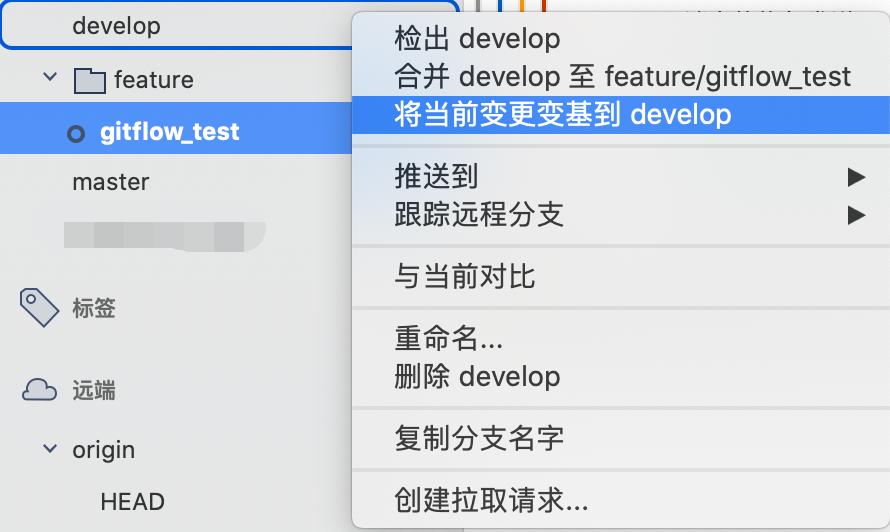 develop
feature
gitflow_test
master
标签
远端
origin
HEAD
检出 develop
合并 develop 至 feature/gitflow_test
将当前变更变基到 develop
推送到
跟踪远程分支
与当前对比
重命名...
删除 develop
复制分支名字
创建拉取请求...